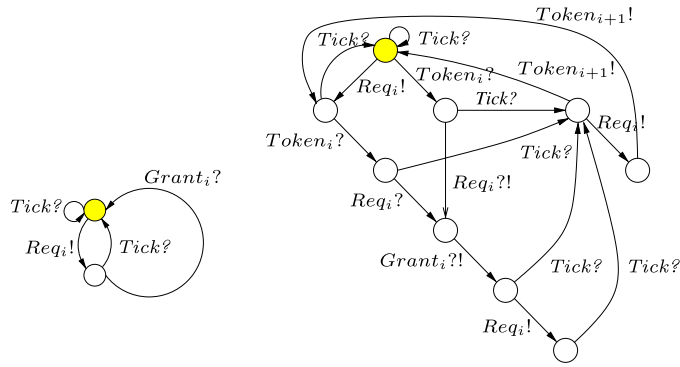 Token_{i+1}!
Tick? Tick?
Token_i? Token_{i+1}!
Req_i!
Tick?
Req_i!
Token_i?
Tick?
Grant_i?
Req_i?!
Req_i?
Tick?
Req_i! Tick?
Grant_i?!
Tick? Tick?
Req_i!